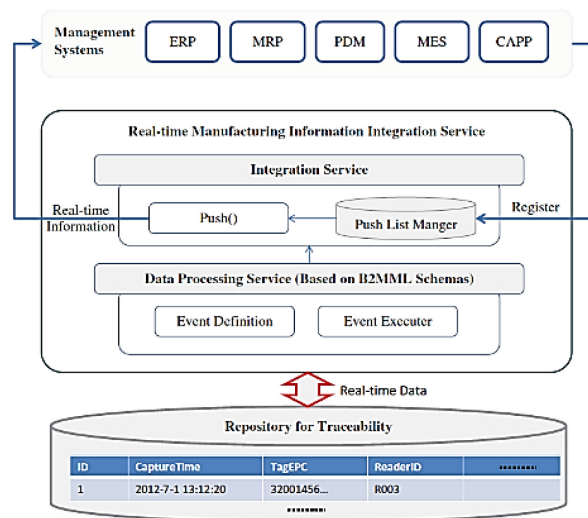 Management
Systems
ERP
MRP
PDM
MES
CAPP
Real-time Manufacturing Information Integration Service
Integration Service
Real-time
Information
Push()
Push List Manger
Register
Data Processing Service (Based on B2MML Schemas)
Event Definition
Event Executer
Real-time Data
Repository for Traceability
ID CaptureTime TagEPC ReaderID .........
1 2012-7-1 13:12:20 32001456... R003
.........